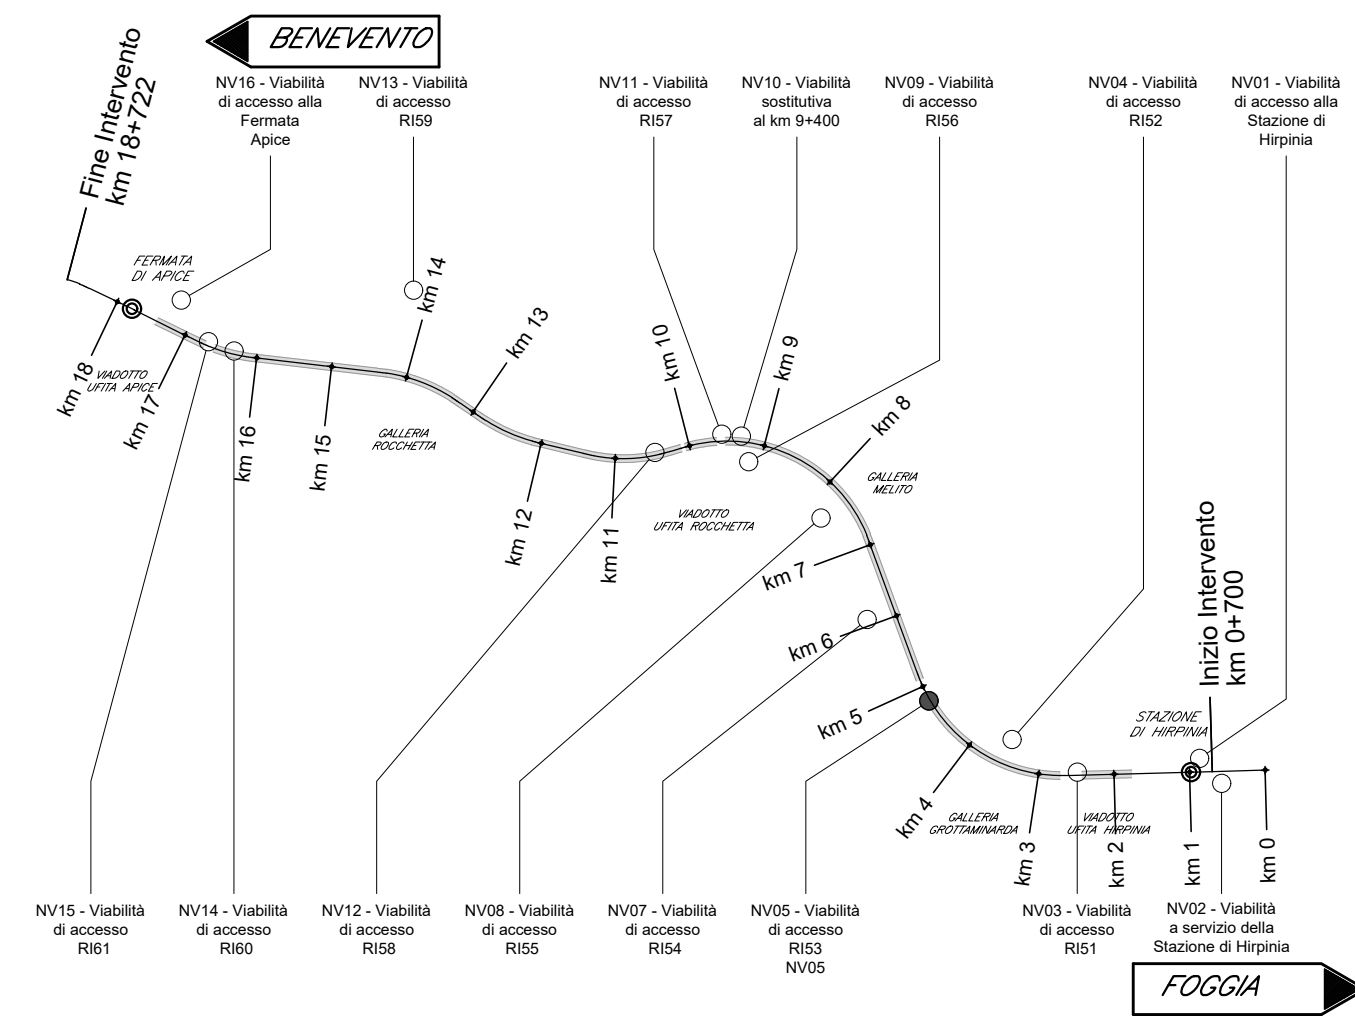 BENEVENTO
Fine Intervento
km 18+722
NV16 - Viabilità
di accesso alla
Fermata
Apice
NV13 - Viabilità
di accesso
RI59
NV11 - Viabilità
di accesso
RI57
NV10 - Viabilità
sostitutiva
al km 9+400
NV09 - Viabilità
di accesso
RI56
NV04 - Viabilità
di accesso
RI52
NV01 - Viabilità
di accesso alla
Stazione di
Hirpinia
FERMATA
DI APICE
km 18
VIADOTTO
UFITA APICE
km 17
km 16
km 15
km 14
GALLERIA
ROCCHETTA
km 13
km 12
km 11
km 10
VIADOTTO
UFITA ROCCHETTA
km 9
km 8
GALLERIA
MELITO
km 7
km 6
km 5
km 4
GALLERIA
GROTTAMINARDA
km 3
VIADOTTO
UFITA HIRPINIA
km 2
STAZIONE
DI HIRPINIA
Inizio Intervento
km 0+700
km 1
km 0
NV15 - Viabilità
di accesso
RI61
NV14 - Viabilità
di accesso
RI60
NV12 - Viabilità
di accesso
RI58
NV08 - Viabilità
di accesso
RI55
NV07 - Viabilità
di accesso
RI54
NV05 - Viabilità
di accesso
RI53
NV05
NV03 - Viabilità
di accesso
RI51
NV02 - Viabilità
a servizio della
Stazione di Hirpinia
FOGGIA